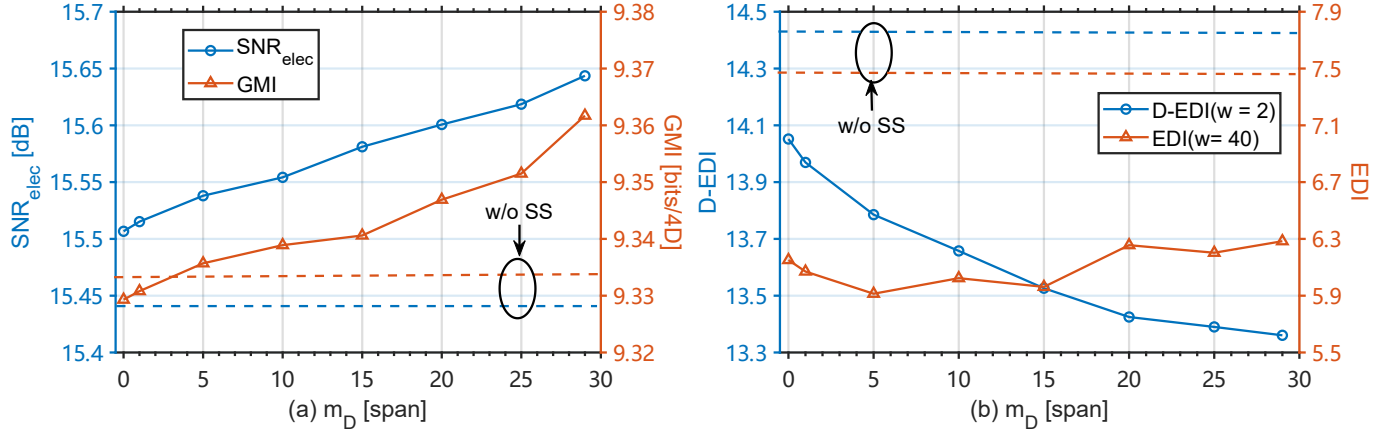 15.7
15.65
15.6
15.55
15.5
15.45
15.4
SNR_elec [dB]
SNR_elec
GMI
w/o SS
9.38
9.37
9.36
9.35
9.34
9.33
9.32
GMI [bits/4D]
0 5 10 15 20 25 30
(a) m_D [span]
14.5
14.3
14.1
13.9
13.7
13.5
13.3
D-EDI
w/o SS
D-EDI(w = 2)
EDI(w= 40)
7.9
7.5
7.1
6.7
6.3
5.9
5.5
EDI
0 5 10 15 20 25 30
(b) m_D [span]